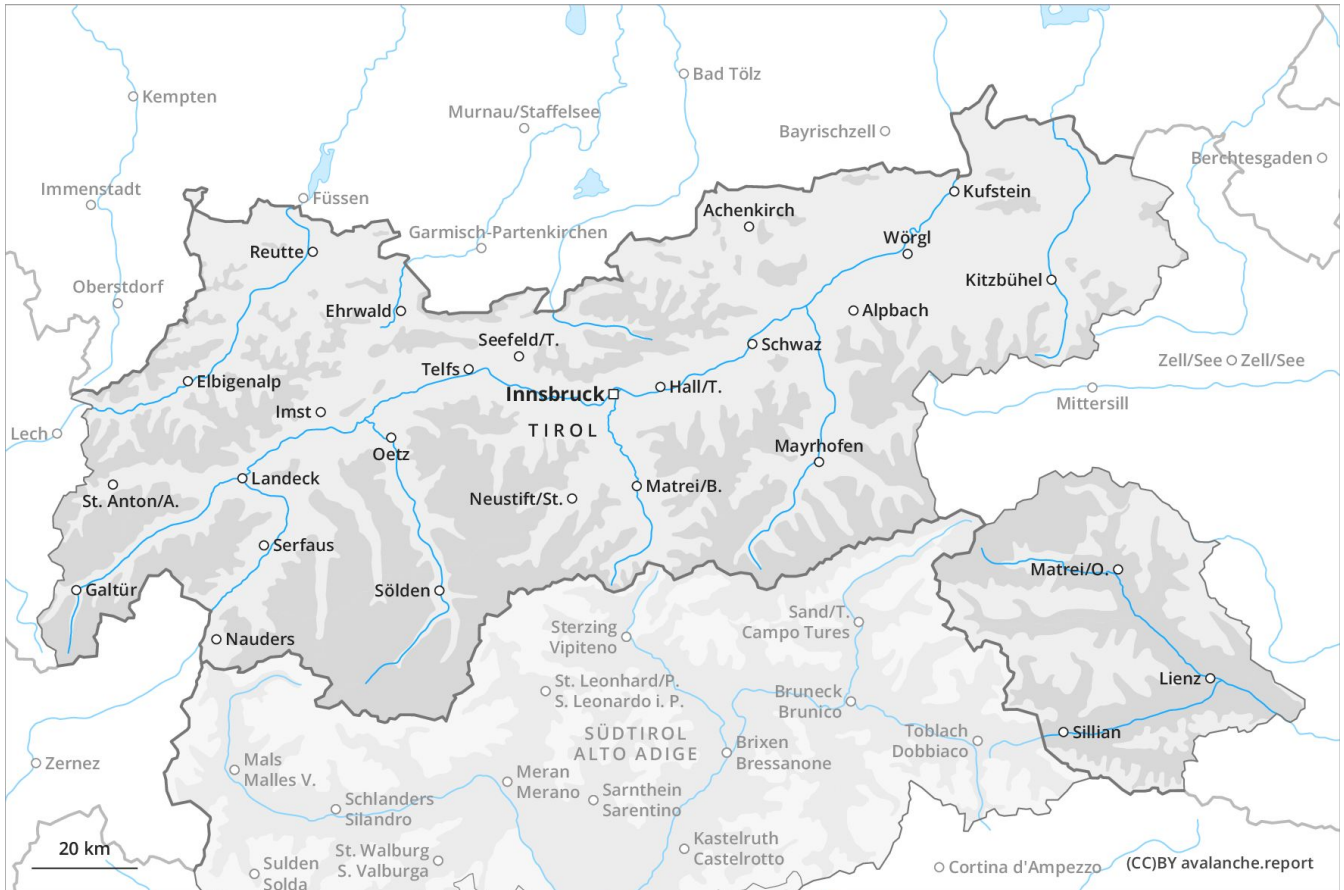 Kempten
Bad Tölz
Murnau/Staffelsee
Bayrischzell
Berchtesgaden
Immenstadt
Füssen
Kufstein
Achenkirch
Garmisch-Partenkirchen
Wörgl
Reutte
Kitzbühel
Oberstdorf
Ehrwald
Alpbach
Seefeld/T.
Schwaz
Zell/See
Zell/See
Telfs
Elbigenalp
Innsbruck
Hall/T.
Mittersill
Imst
TIROL
Lech
Mayrhofen
Oetz
Landeck
St. Anton/A.
Neustift/St.
Matrei/B.
Serfaus
Matrei/O.
Galtür
Sölden
Sand/T.
Campo Tures
Nauders
Sterzing
Vipiteno
Lienz
St. Leonhard/P.
S. Leonardo i. P.
Bruneck
Brunico
SÜDTIROL
ALTO ADIGE
Toblach
Dobbiaco
Sillian
Brixen
Bressanone
Zernez
Mals
Malles V.
Meran
Merano
Sarnthein
Sarentino
Schlanders
Silandro
Kastelruth
Castelrotto
20 km
St. Walburg
S. Valburga
Sulden
Solda
Cortina d'Ampezzo
(CC)BY avalanche.report